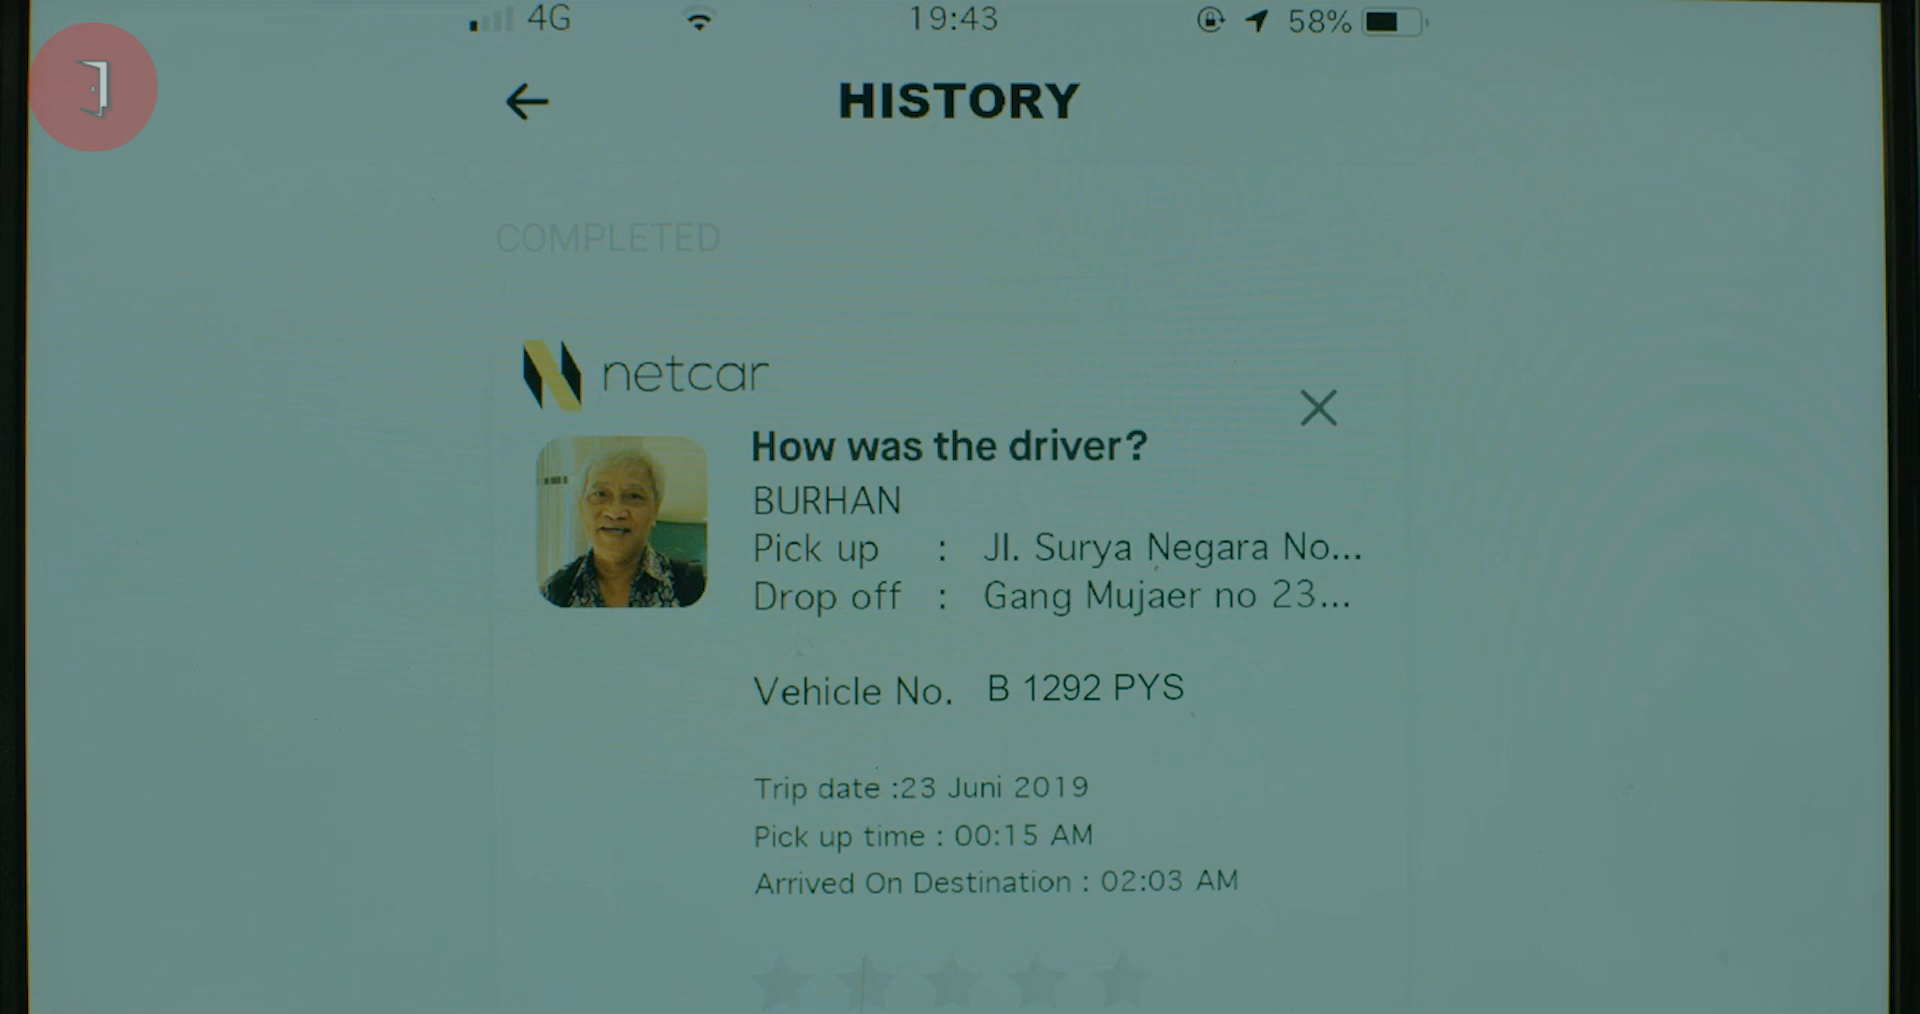 4G 19:43 58%
HISTORY
COMPLETED
netcar
How was the driver?
BURHAN
Pick up : Jl. Surya Negara No...
Drop off : Gang Mujaer no 23...
Vehicle No. B 1292 PYS
Trip date :23 Juni 2019
Pick up time : 00:15 AM
Arrived On Destination : 02:03 AM